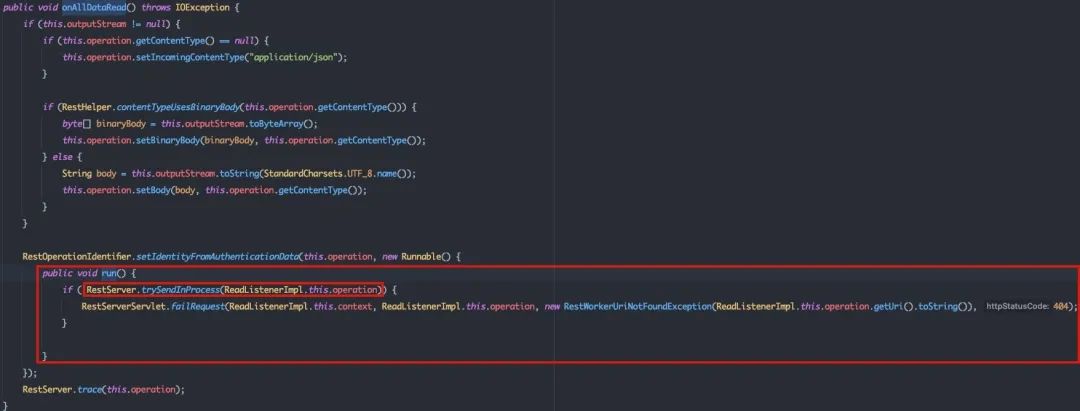 public void onAllDataRead() throws IOException {
if (this.outputStream != null) {
if (this.operation.getContentType() == null) {
this.operation.setIncomingContentType("application/json");
}
if (RestHelper.contentTypeUsesBinaryBody(this.operation.getContentType())) {
byte[] binaryBody = this.outputStream.toByteArray();
this.operation.setBinaryBody(binaryBody, this.operation.getContentType());
} else {
String body = this.outputStream.toString(StandardCharsets.UTF_8.name());
this.operation.setBody(body, this.operation.getContentType());
}
}
RestOperationIdentifier.setIdentityFromAuthenticationData(this.operation, new Runnable() {
public void run() {
if ( RestServer.trySendInProcess(ReadListenerImpl.this.operation)) {
RestServerServlet.failRequest(ReadListenerImpl.this.context, ReadListenerImpl.this.operation, new RestWorkerUriNotFoundException(ReadListenerImpl.this.operation.getUri().toString()), httpStatusCode: 404);
}
}
});
RestServer.trace(this.operation);
}